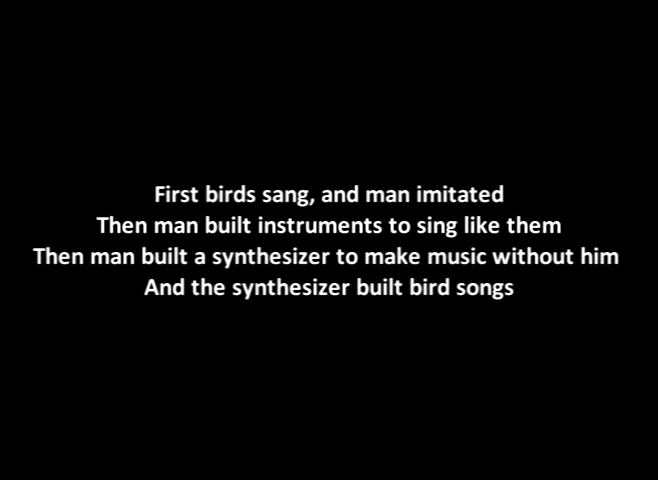 First birds sang, and man imitated
Then man built instruments to sing like them
Then man built a synthesizer to make music without him
And the synthesizer built bird songs